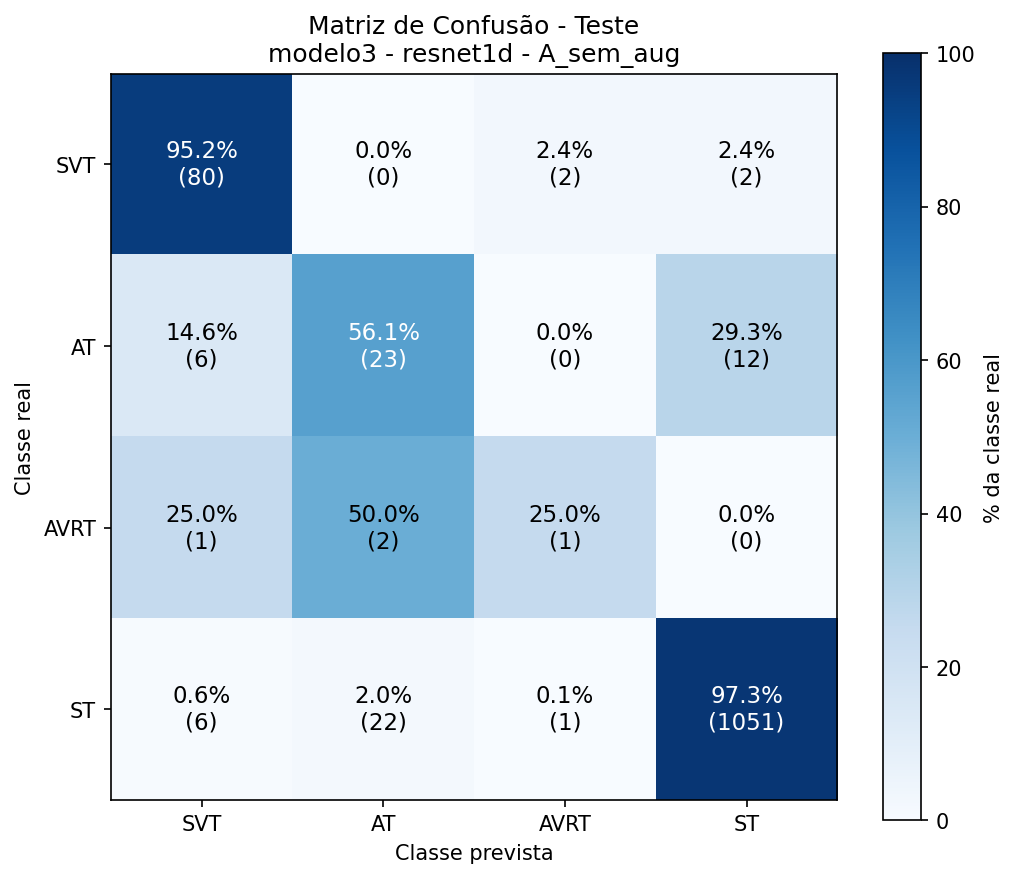 Matriz de Confusão - Teste
modelo3 - resnet1d - A_sem_aug
Classe real
SVT
95.2%
(80)
0.0%
(0)
2.4%
(2)
2.4%
(2)
AT
14.6%
(6)
56.1%
(23)
0.0%
(0)
29.3%
(12)
AVRT
25.0%
(1)
50.0%
(2)
25.0%
(1)
0.0%
(0)
ST
0.6%
(6)
2.0%
(22)
0.1%
(1)
97.3%
(1051)
SVT
AT
AVRT
ST
Classe prevista
100
80
60
40
20
0
% da classe real